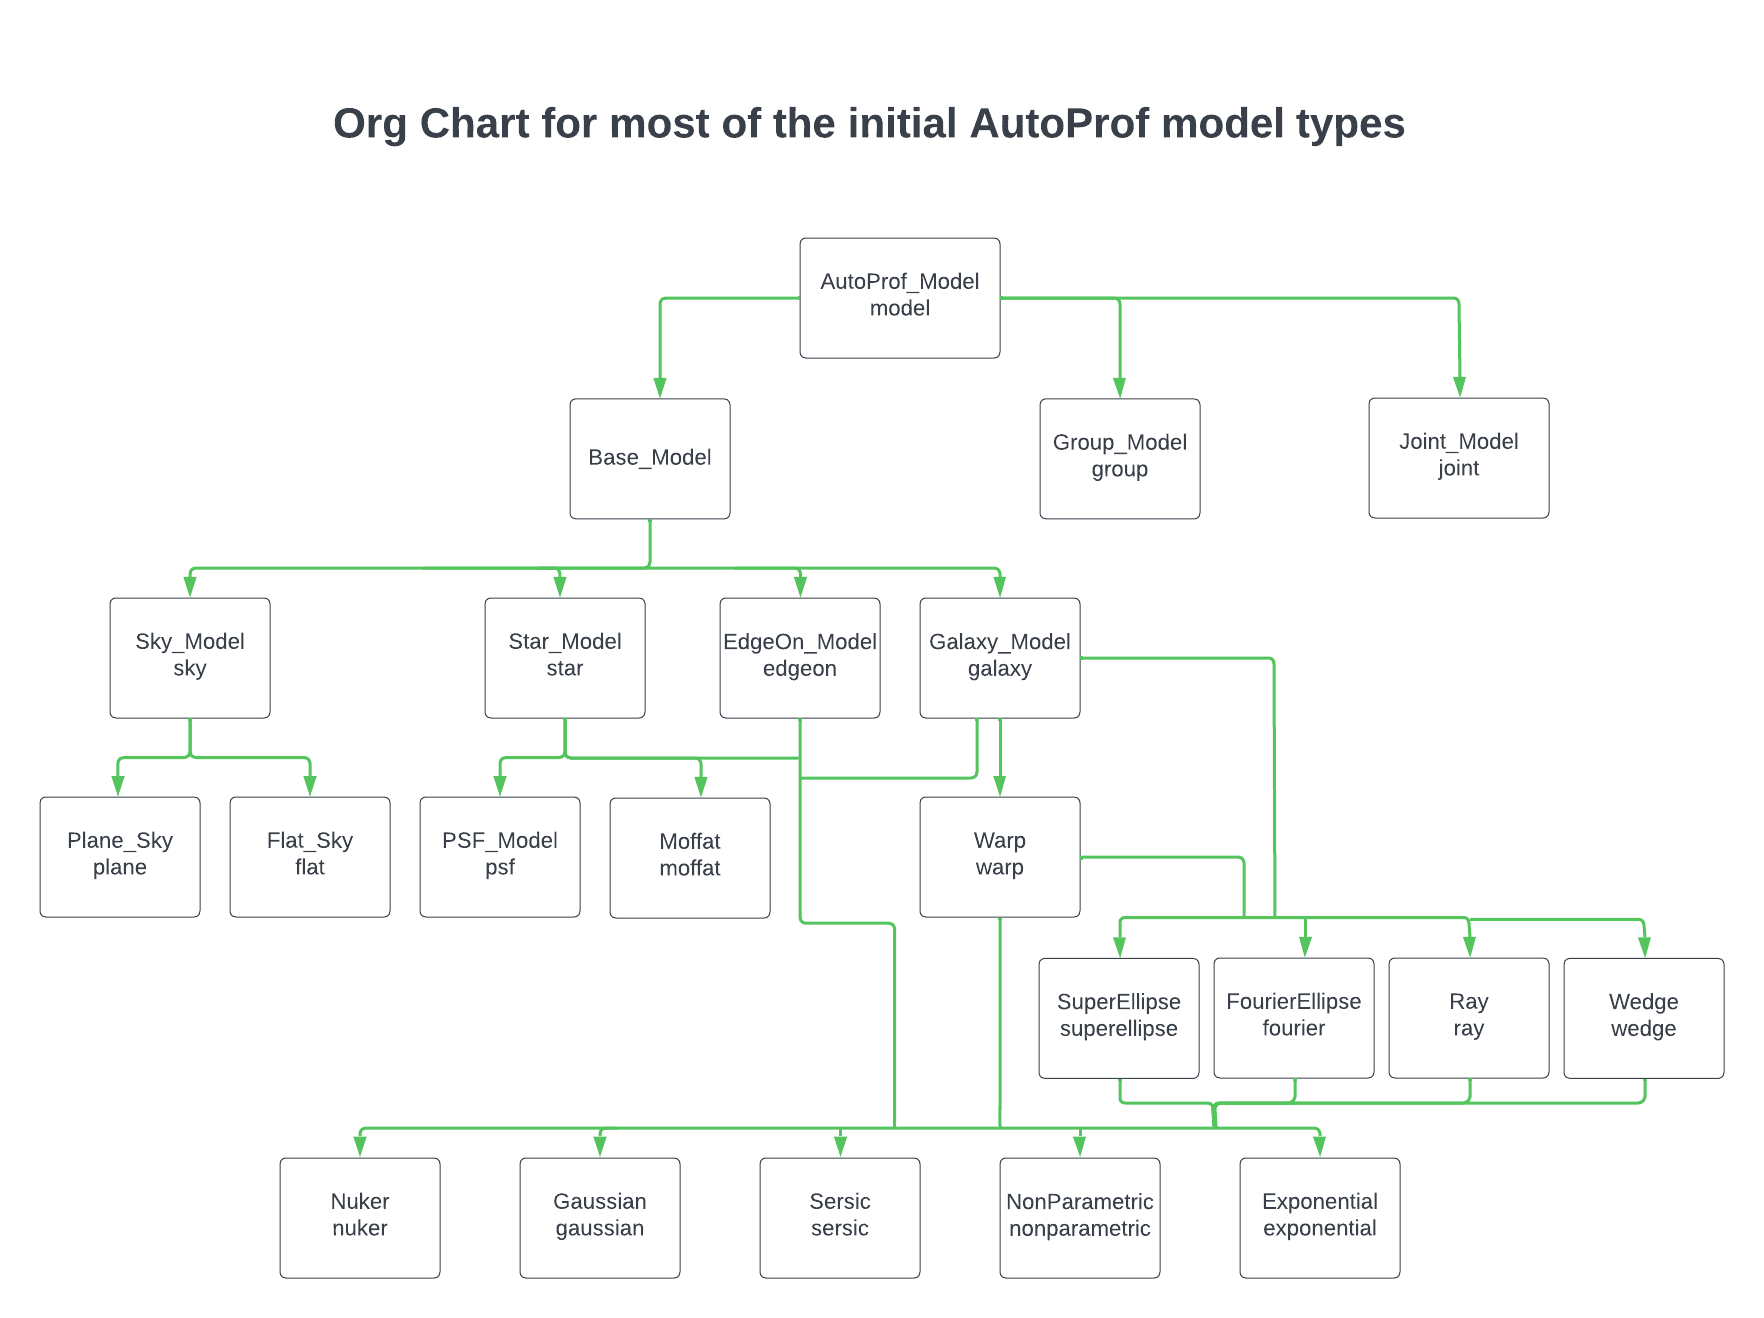 Org Chart for most of the initial AutoProf model types
AutoProf_Model
model
Base_Model
Group_Model
group
Joint_Model
joint
Sky_Model
sky
Star_Model
star
EdgeOn_Model
edgeon
Galaxy_Model
galaxy
Plane_Sky
plane
Flat_Sky
flat
PSF_Model
psf
Moffat
moffat
Warp
warp
SuperEllipse
superellipse
FourierEllipse
fourier
Ray
ray
Wedge
wedge
Nuker
nuker
Gaussian
gaussian
Sersic
sersic
NonParametric
nonparametric
Exponential
exponential